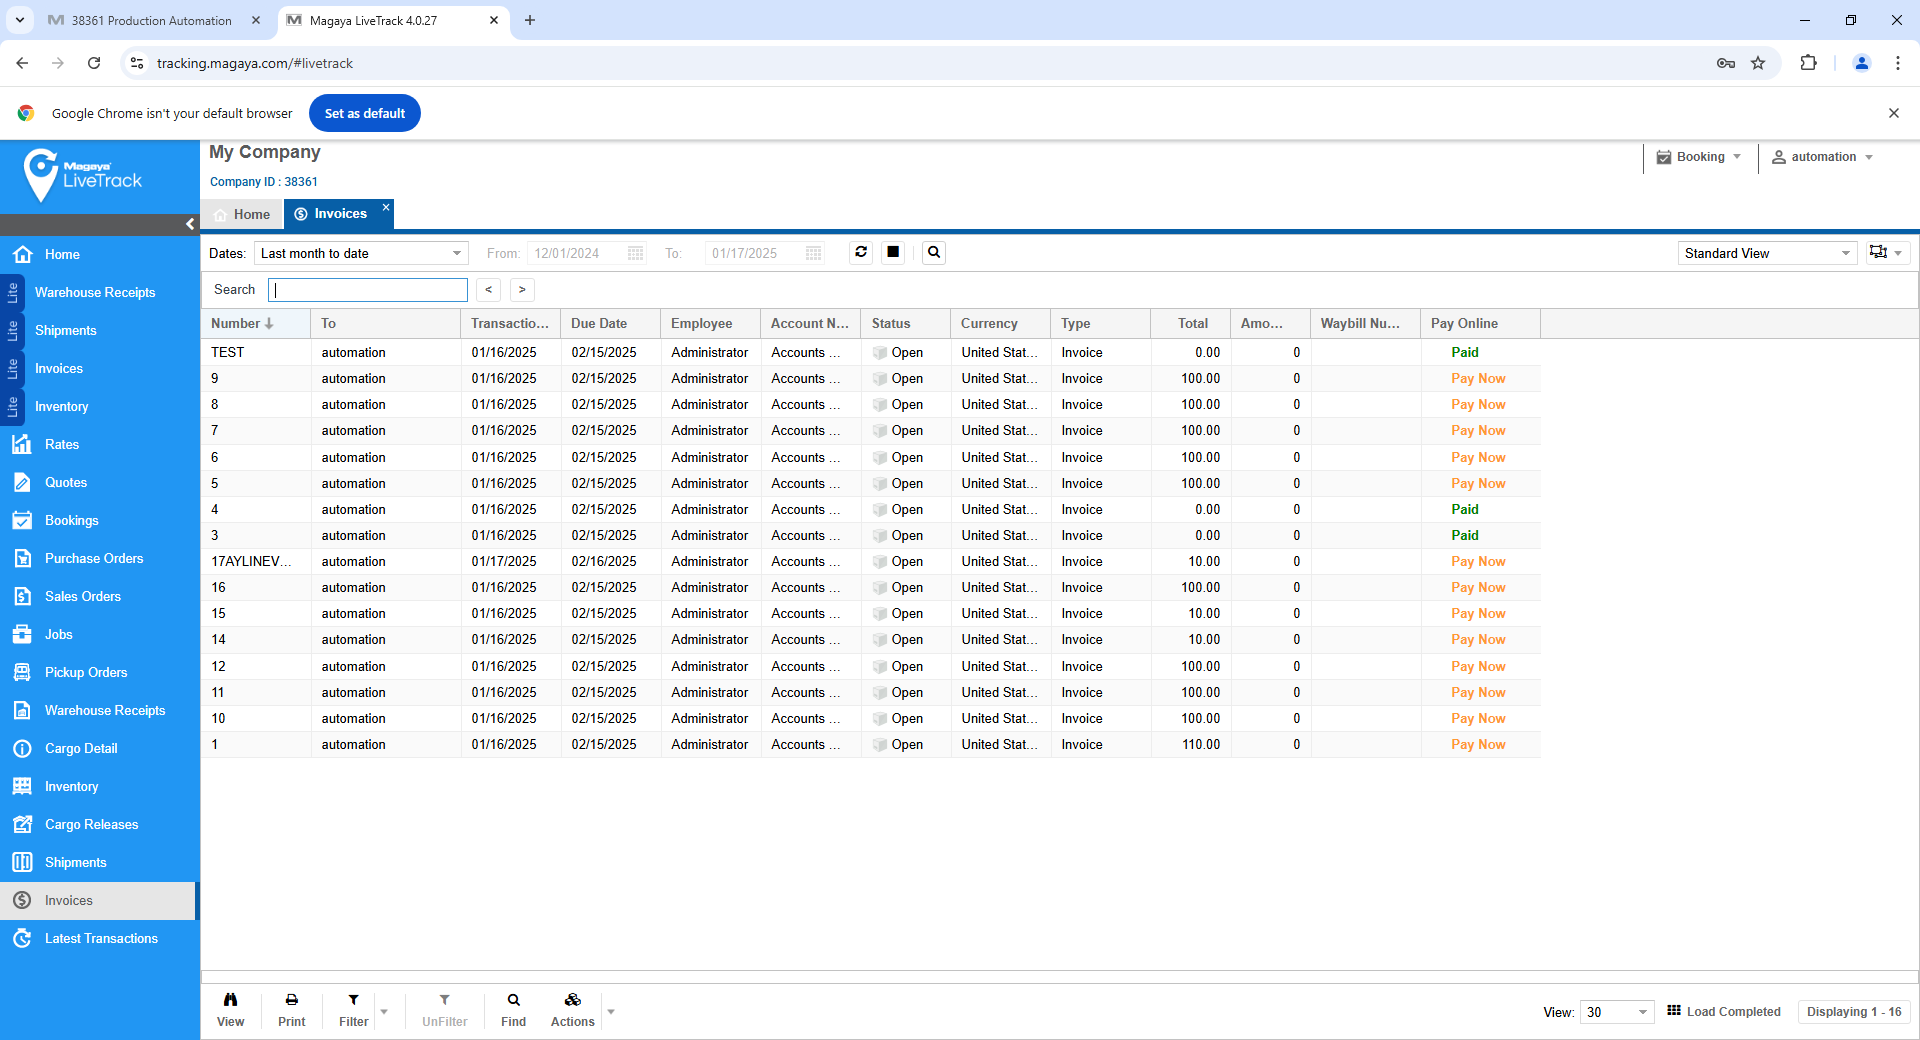 38361 Production Automation
Magaya LiveTrack 4.0.27
tracking.magaya.com/#livetrack
Google Chrome isn't your default browser
Set as default
Magaya
LiveTrack
My Company
Company ID : 38361
Booking
automation
Home
Invoices
Dates: Last month to date From: 12/01/2024 To: 01/17/2025 Standard View
Search < >
Number To Transactio... Due Date Employee Account N... Status Currency Type Total Amo... Waybill Nu... Pay Online
TEST automation 01/16/2025 02/15/2025 Administrator Accounts ... Open United Stat... Invoice 0.00 0 Paid
9 automation 01/16/2025 02/15/2025 Administrator Accounts ... Open United Stat... Invoice 100.00 0 Pay Now
8 automation 01/16/2025 02/15/2025 Administrator Accounts ... Open United Stat... Invoice 100.00 0 Pay Now
7 automation 01/16/2025 02/15/2025 Administrator Accounts ... Open United Stat... Invoice 100.00 0 Pay Now
6 automation 01/16/2025 02/15/2025 Administrator Accounts ... Open United Stat... Invoice 100.00 0 Pay Now
5 automation 01/16/2025 02/15/2025 Administrator Accounts ... Open United Stat... Invoice 100.00 0 Pay Now
4 automation 01/16/2025 02/15/2025 Administrator Accounts ... Open United Stat... Invoice 0.00 0 Paid
3 automation 01/16/2025 02/15/2025 Administrator Accounts ... Open United Stat... Invoice 0.00 0 Paid
17AYLINEV... automation 01/17/2025 02/16/2025 Administrator Accounts ... Open United Stat... Invoice 10.00 0 Pay Now
16 automation 01/16/2025 02/15/2025 Administrator Accounts ... Open United Stat... Invoice 100.00 0 Pay Now
15 automation 01/16/2025 02/15/2025 Administrator Accounts ... Open United Stat... Invoice 10.00 0 Pay Now
14 automation 01/16/2025 02/15/2025 Administrator Accounts ... Open United Stat... Invoice 10.00 0 Pay Now
12 automation 01/16/2025 02/15/2025 Administrator Accounts ... Open United Stat... Invoice 100.00 0 Pay Now
11 automation 01/16/2025 02/15/2025 Administrator Accounts ... Open United Stat... Invoice 100.00 0 Pay Now
10 automation 01/16/2025 02/15/2025 Administrator Accounts ... Open United Stat... Invoice 100.00 0 Pay Now
1 automation 01/16/2025 02/15/2025 Administrator Accounts ... Open United Stat... Invoice 110.00 0 Pay Now
Home
Lite Warehouse Receipts
Lite Shipments
Lite Invoices
Lite Inventory
Rates
Quotes
Bookings
Purchase Orders
Sales Orders
Jobs
Pickup Orders
Warehouse Receipts
Cargo Detail
Inventory
Cargo Releases
Shipments
Invoices
Latest Transactions
View Print Filter UnFilter Find Actions
View: 30 Load Completed Displaying 1 - 16